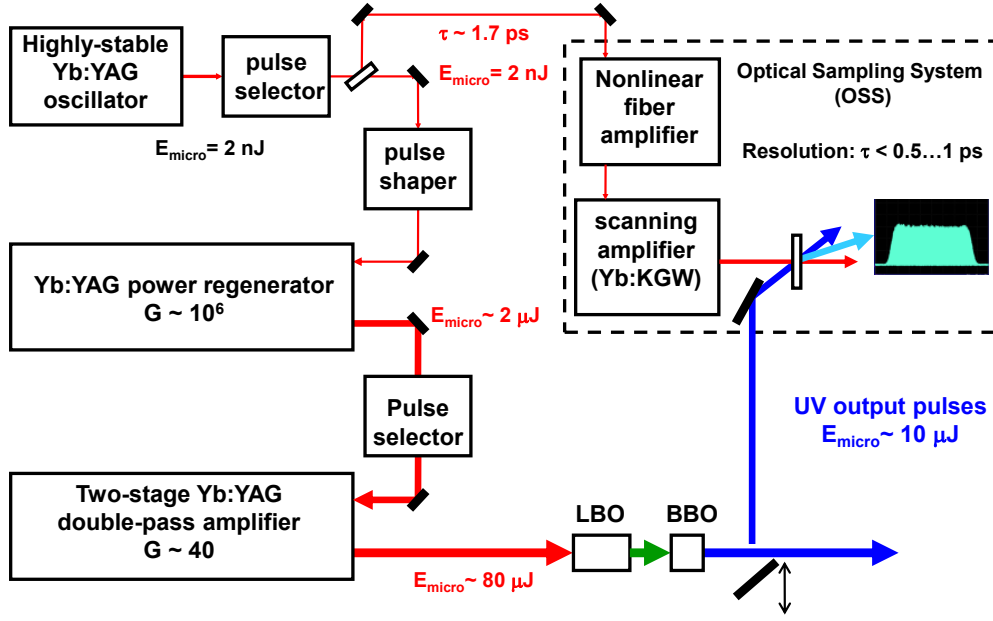 Highly-stable
Yb:YAG
oscillator
pulse
selector
E_micro= 2 nJ
τ ~ 1.7 ps
E_micro= 2 nJ
pulse
shaper
Nonlinear
fiber
amplifier
Optical Sampling System
(OSS)
Resolution: τ < 0.5…1 ps
scanning
amplifier
(Yb:KGW)
Yb:YAG power regenerator
G ~ 10⁶
E_micro~ 2 μJ
Pulse
selector
UV output pulses
E_micro~ 10 μJ
Two-stage Yb:YAG
double-pass amplifier
G ~ 40
E_micro~ 80 μJ
LBO
BBO